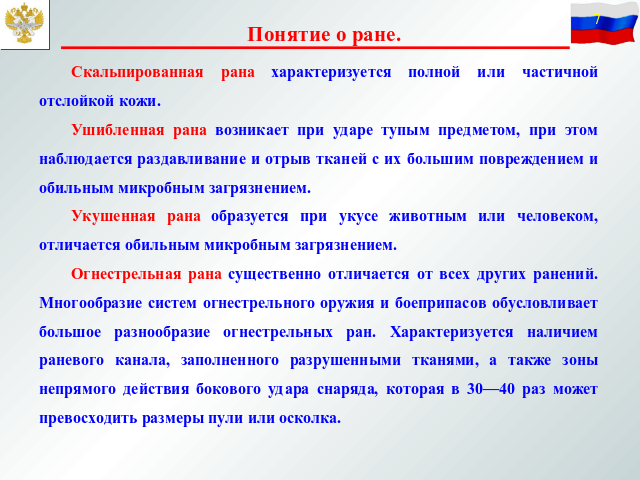 7
Понятие о ране.
Скальпированная рана характеризуется полной или частичной
отслойкой кожи.
Ушибленная рана возникает при ударе тупым предметом, при этом
наблюдается раздавливание и отрыв тканей с их большим повреждением и
обильным микробным загрязнением.
Укушенная рана образуется при укусе животным или человеком,
отличается обильным микробным загрязнением.
Огнестрельная рана существенно отличается от всех других ранений.
Многообразие систем огнестрельного оружия и боеприпасов обусловливает
большое разнообразие огнестрельных ран. Характеризуется наличием
раневого канала, заполненного разрушенными тканями, а также зоны
непрямого действия бокового удара снаряда, которая в 30—40 раз может
превосходить размеры пули или осколка.